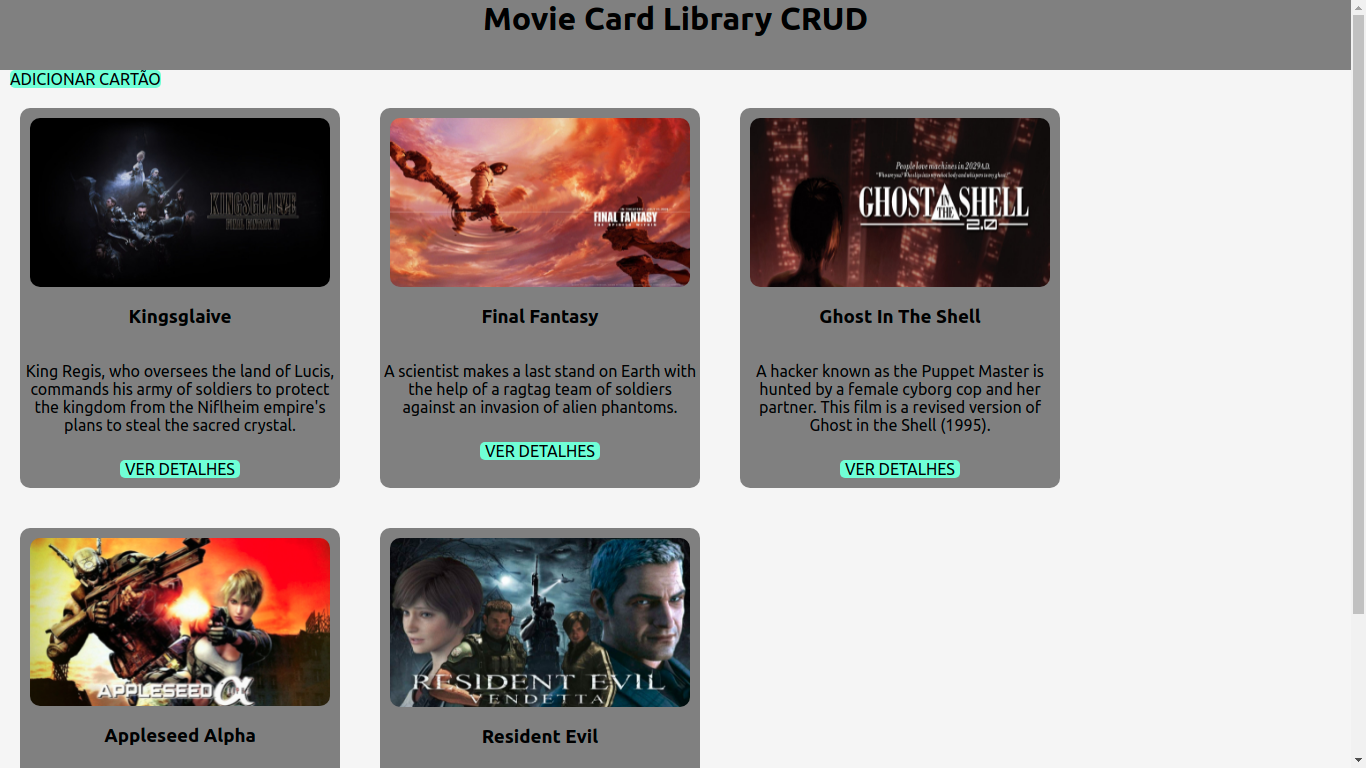 Movie Card Library CRUD
ADICIONAR CARTÃO
KINGSGLAIVE
FINAL FANTASY XV
Kingsglaive
King Regis, who oversees the land of Lucis,
commands his army of soldiers to protect
the kingdom from the Niflheim empire's
plans to steal the sacred crystal.
VER DETALHES
FINAL FANTASY
THE SPIRITS WITHIN
Final Fantasy
A scientist makes a last stand on Earth with
the help of a ragtag team of soldiers
against an invasion of alien phantoms.
VER DETALHES
People love machines in 2029 A.D.
GHOST IN THE SHELL
2.0
Ghost In The Shell
A hacker known as the Puppet Master is
hunted by a female cyborg cop and her
partner. This film is a revised version of
Ghost in the Shell (1995).
VER DETALHES
APPLESEED α
Appleseed Alpha
RESIDENT EVIL
VENDETTA
Resident Evil